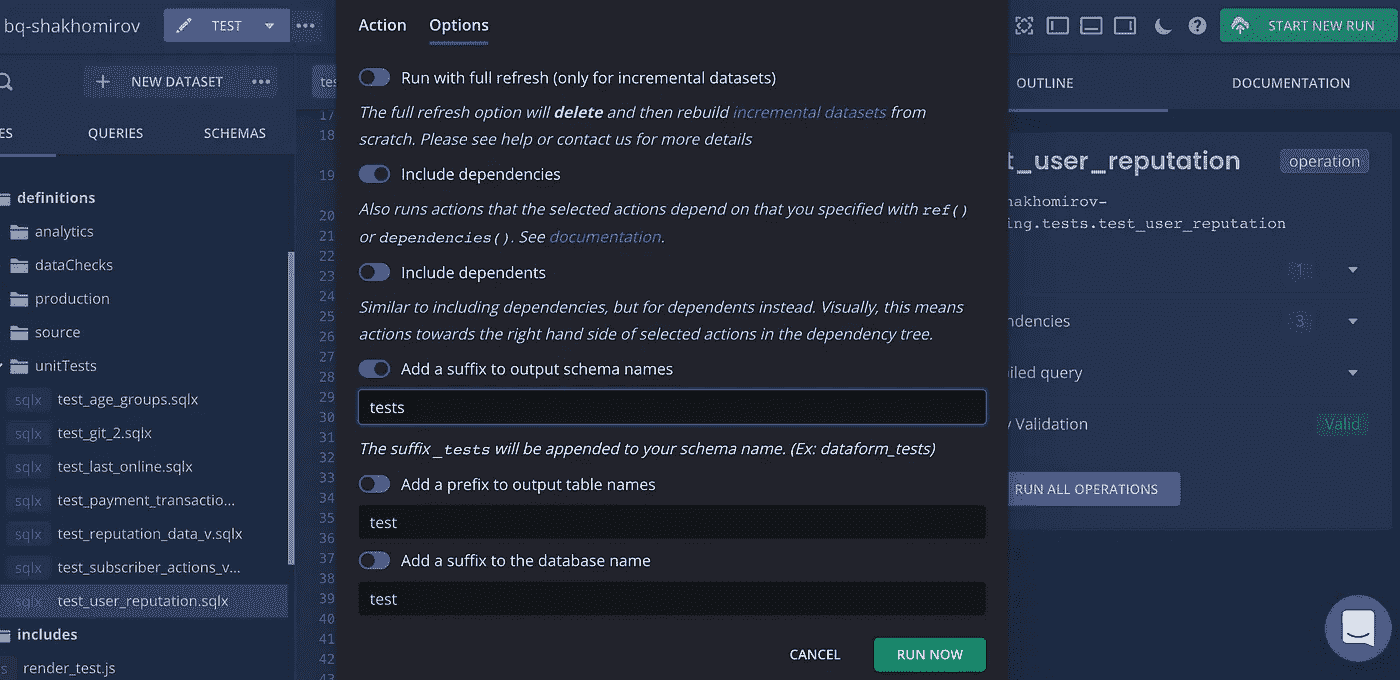 bq-shakhomirov
TEST
START NEW RUN
NEW DATASET
QUERIES
SCHEMAS
definitions
analytics
dataChecks
production
source
unitTests
sqlx test_age_groups.sqlx
sqlx test_git_2.sqlx
sqlx test_last_online.sqlx
sqlx test_payment_transactio...
sqlx test_reputation_data_v.sqlx
sqlx test_subscriber_actions_v...
sqlx test_user_reputation.sqlx
includes
render_test.js
17
18
19
20
21
22
23
24
25
26
27
28
29
30
31
32
33
34
35
36
37
38
39
40
41
42
43
Action Options
Run with full refresh (only for incremental datasets)
The full refresh option will delete and then rebuild incremental datasets from
scratch. Please see help or contact us for more details
Include dependencies
Also runs actions that the selected actions depend on that you specified with ref()
or dependencies(). See documentation.
Include dependents
Similar to including dependencies, but for dependents instead. Visually, this means
actions towards the right hand side of selected actions in the dependency tree.
Add a suffix to output schema names
tests
The suffix _tests will be appended to your schema name. (Ex: dataform_tests)
Add a prefix to output table names
test
Add a suffix to the database name
test
CANCEL
RUN NOW
OUTLINE
DOCUMENTATION
t_user_reputation operation
hakhomirov-
ing.tests.test_user_reputation
1
ndencies 3
iled query
y Validation Valid
RUN ALL OPERATIONS